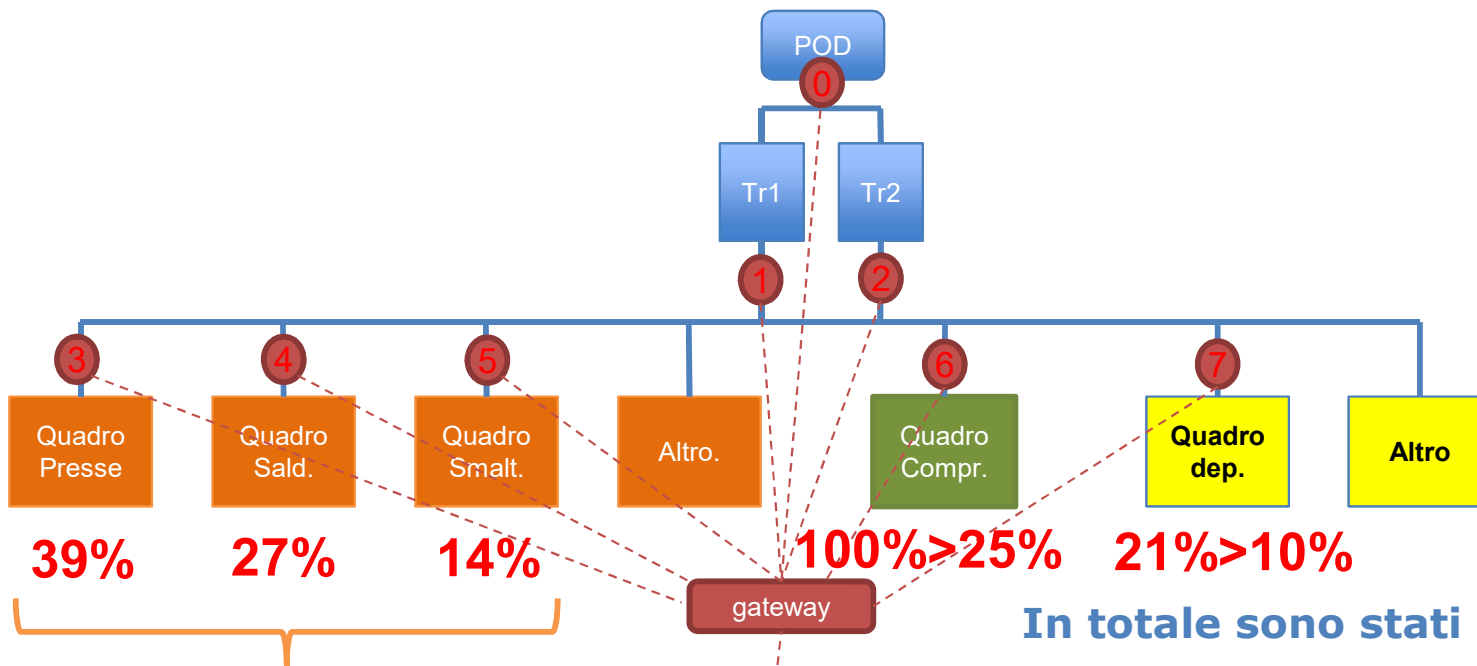 POD
0
Tr1
Tr2
1
2
3
4
5
6
7
Quadro
Presse
Quadro
Sald.
Quadro
Smalt.
Altro.
Quadro
Compr.
Quadro
dep.
Altro
39%
27%
14%
100%>25%
21%>10%
gateway
In totale sono stati